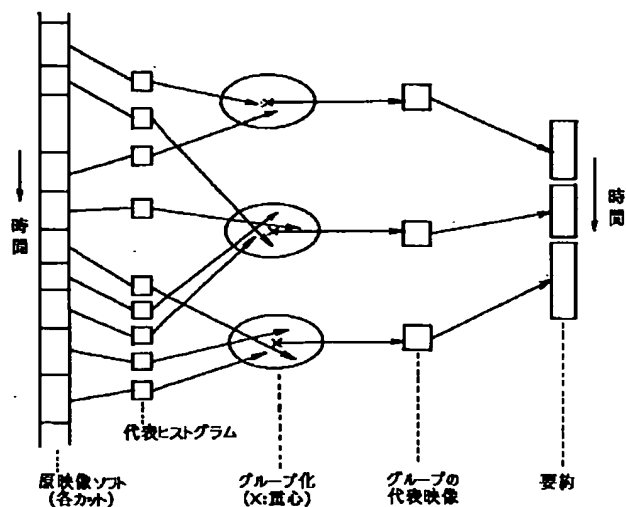 時間
時間
代表ヒストグラム
原映像ソフト
(各カット)
グループ化
(X:重心)
グループの
代表映像
要約